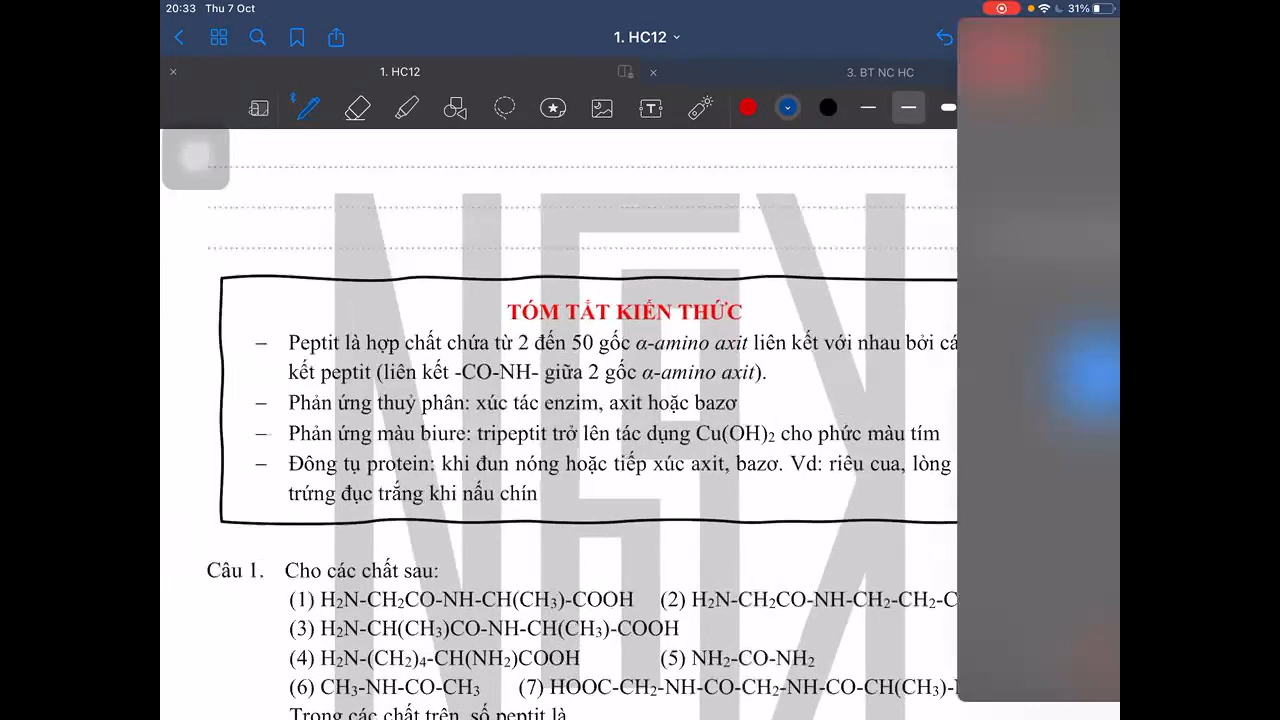 20:33 Thu 7 Oct
31%
1. HC12
1. HC12
3. BT NC HC
TÓM TẮT KIẾN THỨC
– Peptit là hợp chất chứa từ 2 đến 50 gốc α-amino axit liên kết với nhau bởi
kết peptit (liên kết -CO-NH- giữa 2 gốc α-amino axit).
– Phản ứng thuỷ phân: xúc tác enzim, axit hoặc bazơ
– Phản ứng màu biure: tripeptit trở lên tác dụng Cu(OH)₂ cho phức màu tím
– Đông tụ protein: khi đun nóng hoặc tiếp xúc axit, bazơ. Vd: riêu cua, lòng
trứng đục trắng khi nấu chín
Câu 1. Cho các chất sau:
(1) H₂N-CH₂CO-NH-CH(CH₃)-COOH (2) H₂N-CH₂CO-NH-CH₂-CH₂-C
(3) H₂N-CH(CH₃)CO-NH-CH(CH₃)-COOH
(4) H₂N-(CH₂)₄-CH(NH₂)COOH (5) NH₂-CO-NH₂
(6) CH₃-NH-CO-CH₃ (7) HOOC-CH₂-NH-CO-CH₂-NH-CO-CH(CH₃)-
Trong các chất trên, số peptit là